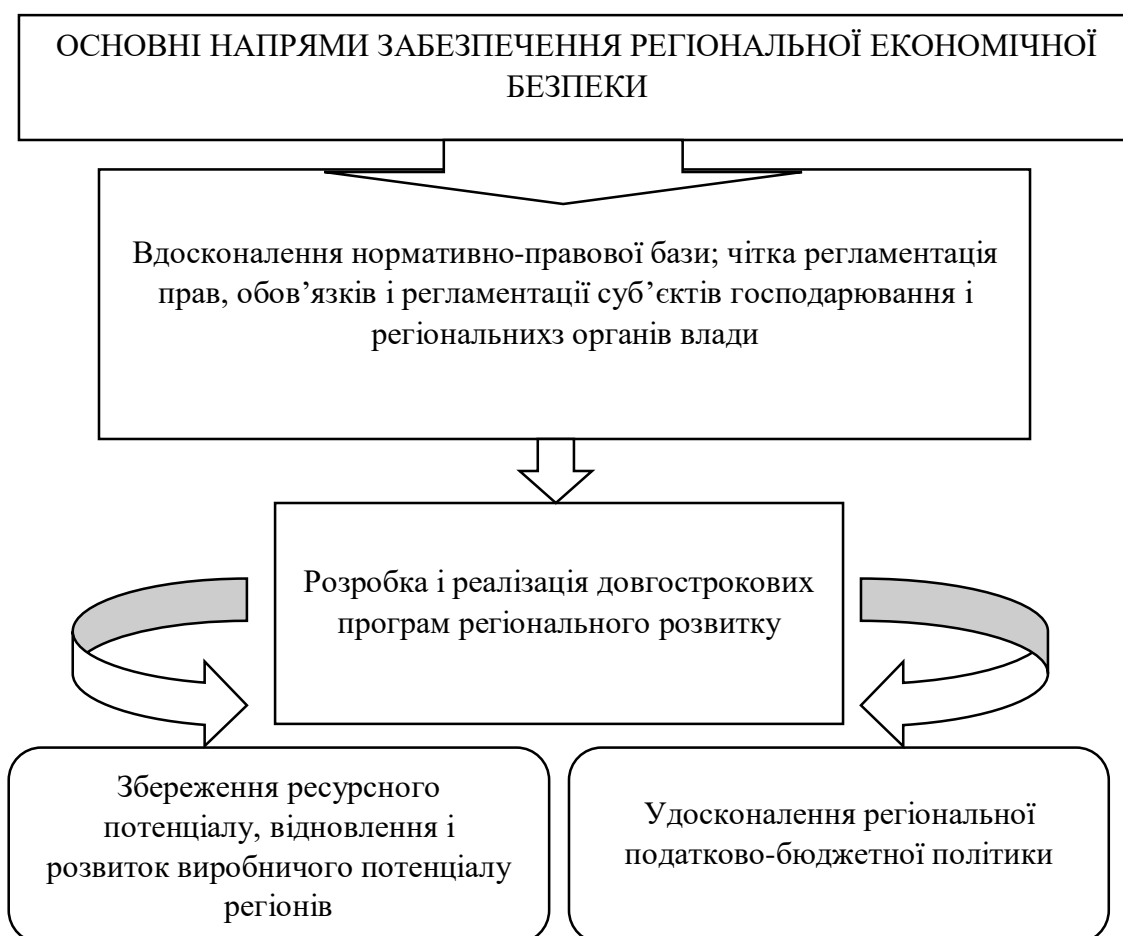 ОСНОВНІ НАПРЯМИ ЗАБЕЗПЕЧЕННЯ РЕГІОНАЛЬНОЇ ЕКОНОМІЧНОЇ
БЕЗПЕКИ
Вдосконалення нормативно-правової бази; чітка регламентація
прав, обов’язків і регламентації суб’єктів господарювання і
регіональнихз органів влади
Розробка і реалізація довгострокових
програм регіонального розвитку
Збереження ресурсного
потенціалу, відновлення і
розвиток виробничого потенціалу
регіонів
Удосконалення регіональної
податково-бюджетної політики